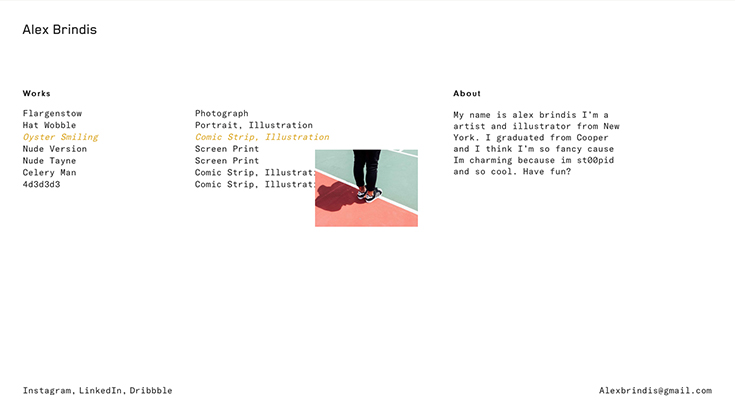 Alex Brindis
Works
Flargenstow
Hat Wobble
Oyster Smiling
Nude Version
Nude Tayne
Celery Man
4d3d3d3
Photograph
Portrait, Illustration
Comic Strip, Illustration
Screen Print
Screen Print
Comic Strip, Illustrat
Comic Strip, Illustrat
About
My name is alex brindis I'm a
artist and illustrator from New
York. I graduated from Cooper
and I think I'm so fancy cause
Im charming because im st00pid
and so cool. Have fun?
Instagram, LinkedIn, Dribbble
Alexbrindis@gmail.com